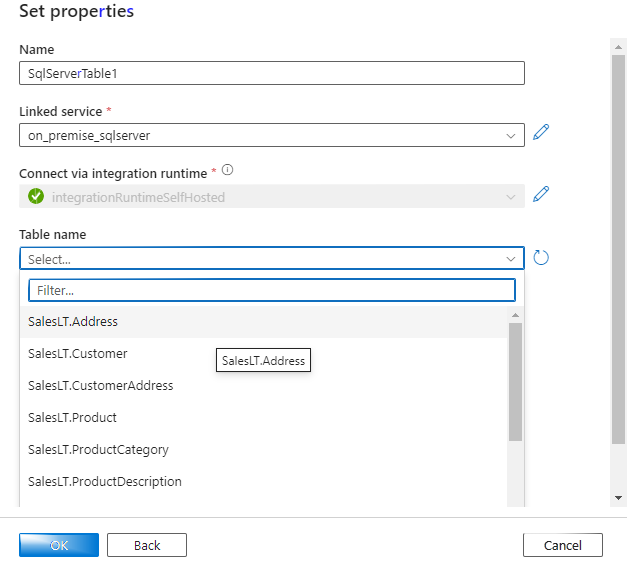 Set properties
Name
SqlServerTable1
Linked service *
on_premise_sqlserver
Connect via integration runtime *
integrationRuntimeSelfHosted
Table name
Select...
Filter...
SalesLT.Address
SalesLT.Customer
SalesLT.Address
SalesLT.CustomerAddress
SalesLT.Product
SalesLT.ProductCategory
SalesLT.ProductDescription
OK Back Cancel